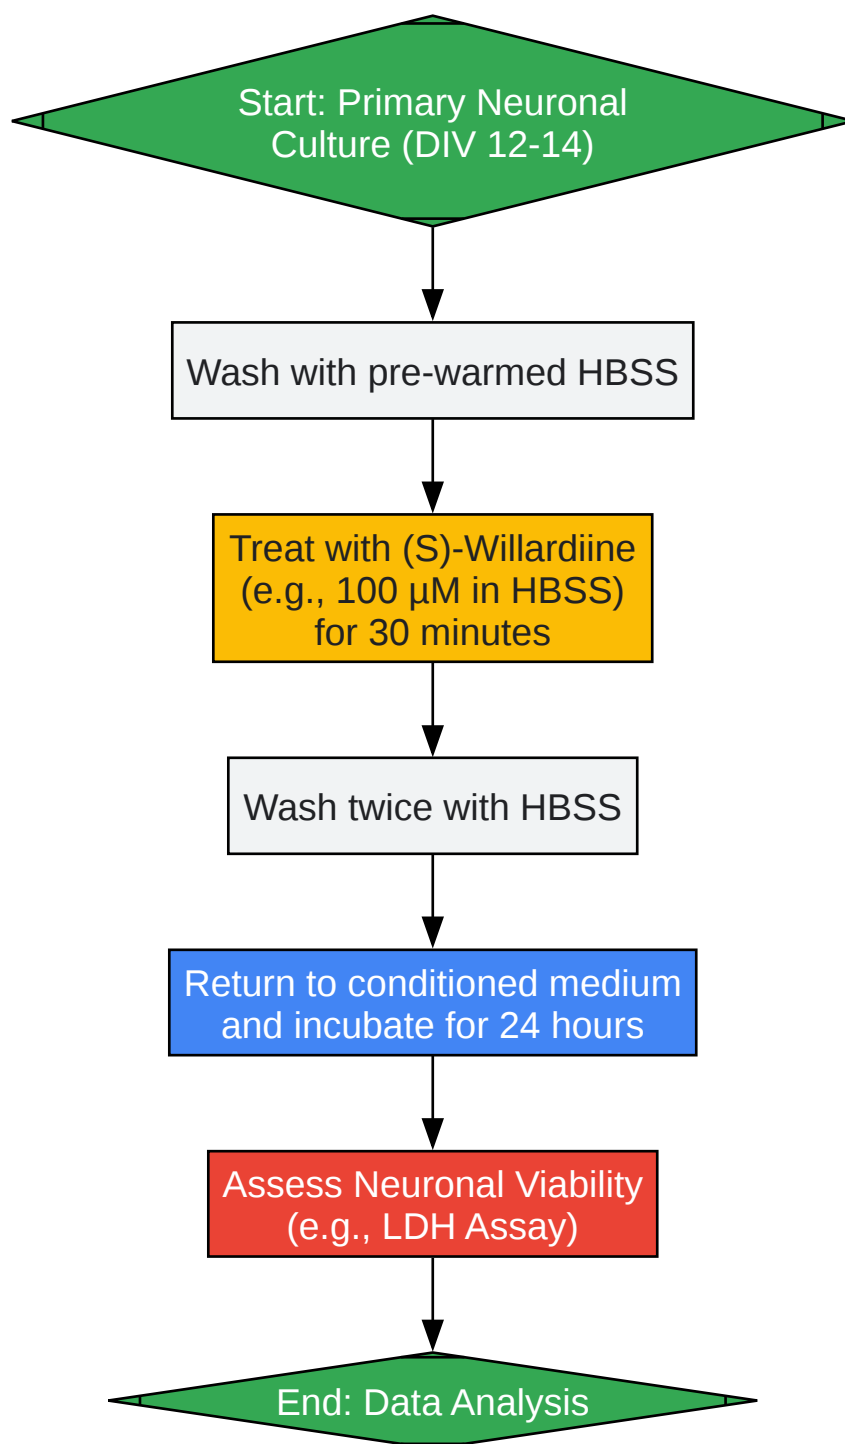 Start: Primary Neuronal
Culture (DIV 12-14)
Wash with pre-warmed HBSS
Treat with (S)-Willardiine
(e.g., 100 µM in HBSS)
for 30 minutes
Wash twice with HBSS
Return to conditioned medium
and incubate for 24 hours
Assess Neuronal Viability
(e.g., LDH Assay)
End: Data Analysis